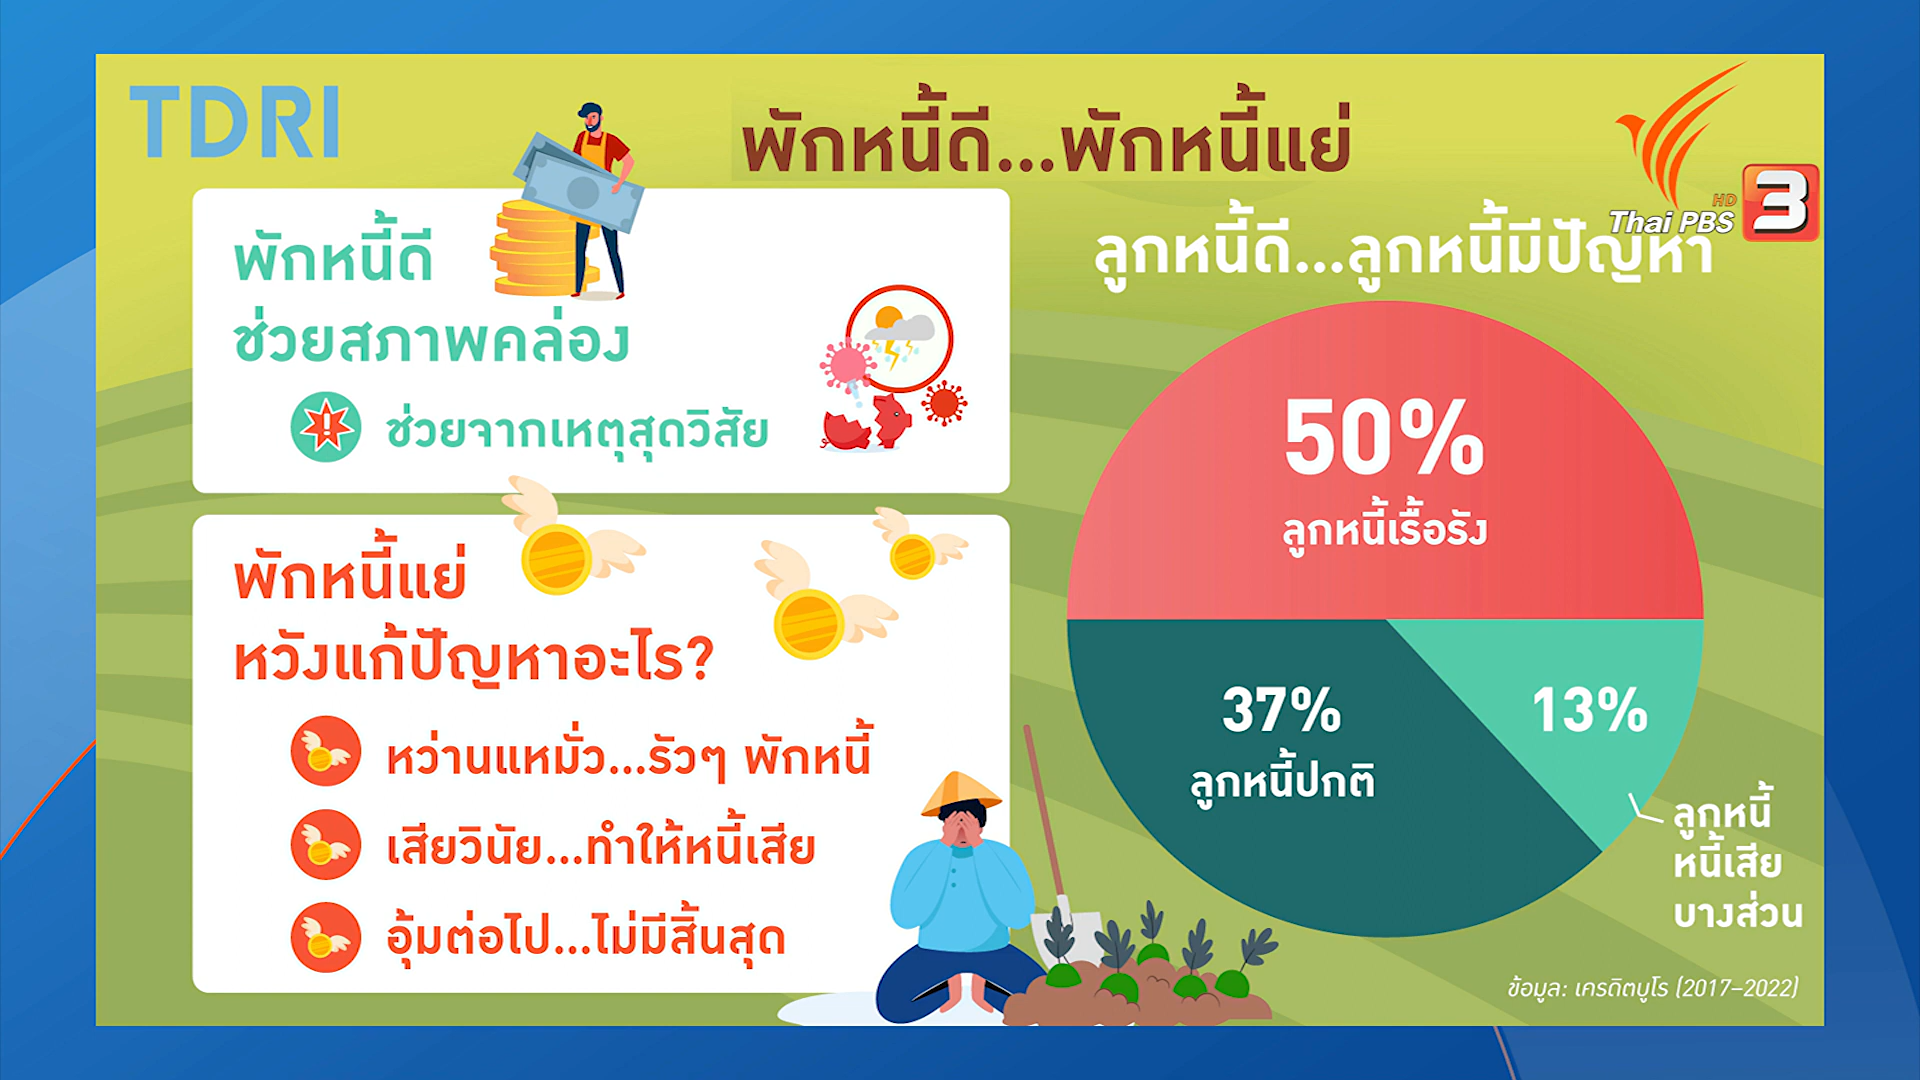 TDRI
พักหนี้ดี...พักหนี้แย่
Thai PBS HD 3
พักหนี้ดี
ช่วยสภาพคล่อง
ช่วยจากเหตุสุดวิสัย
พักหนี้แย่
หวังแก้ปัญหาอะไร?
หว่านแหมั่ว...รัวๆ พักหนี้
เสียวินัย...ทำให้หนี้เสีย
อุ้มต่อไป...ไม่มีสิ้นสุด
ลูกหนี้ดี...ลูกหนี้มีปัญหา
50%
ลูกหนี้เรื้อรัง
37%
ลูกหนี้ปกติ
13%
ลูกหนี้
หนี้เสีย
บางส่วน
ข้อมูล: เครดิตบูโร (2017–2022)